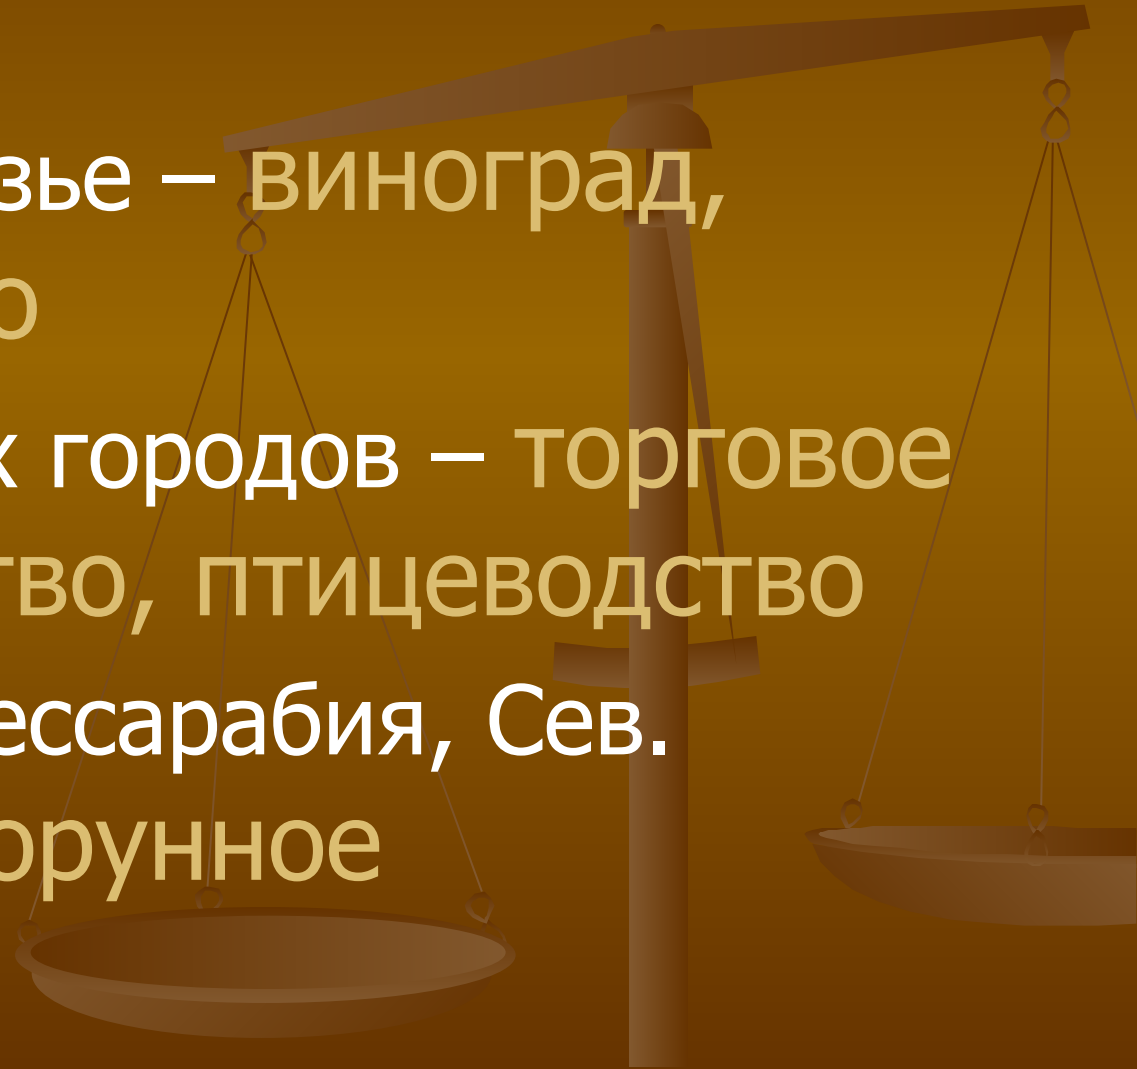 зье – виноград,
о
х городов – торговое
тво, птицеводство
ессарабия, Сев.
орунное